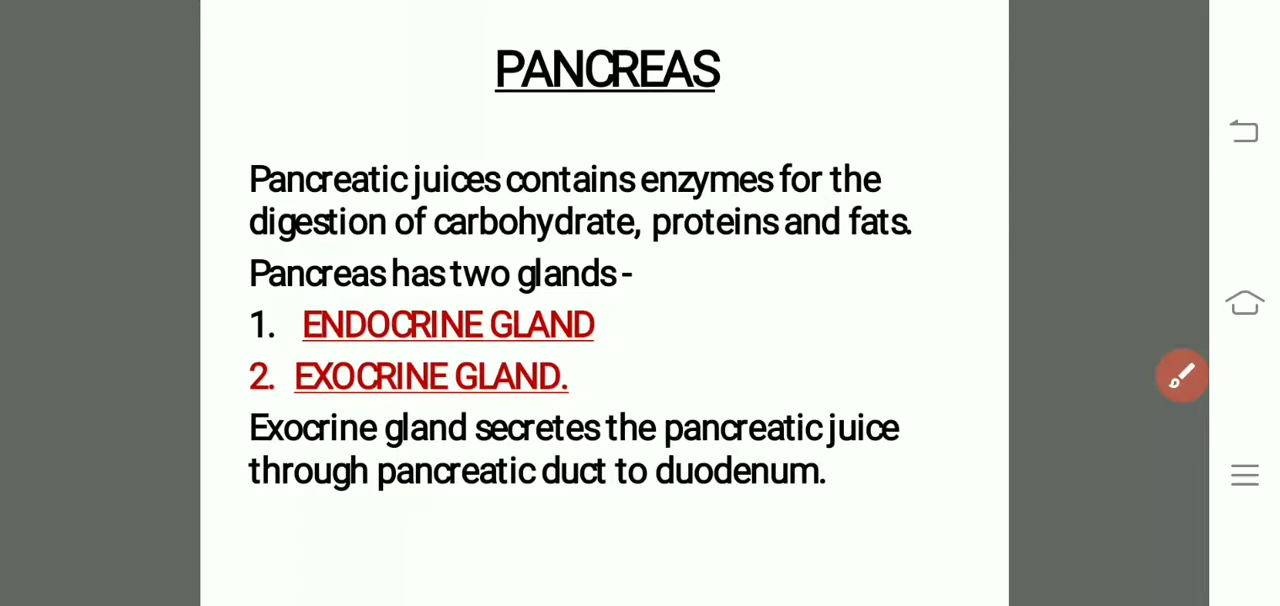 PANCREAS
Pancreatic juices contains enzymes for the
digestion of carbohydrate, proteins and fats.
Pancreas has two glands -
1. ENDOCRINE GLAND
2. EXOCRINE GLAND.
Exocrine gland secretes the pancreatic juice
through pancreatic duct to duodenum.